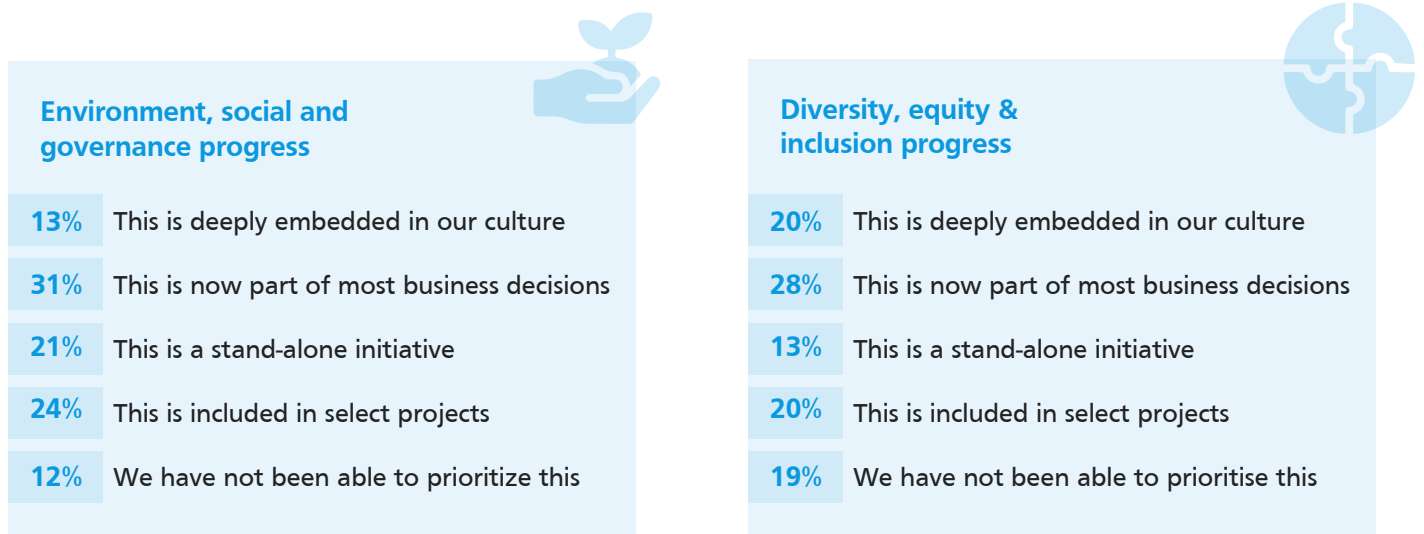 Environment, social and
governance progress
13% This is deeply embedded in our culture
31% This is now part of most business decisions
21% This is a stand-alone initiative
24% This is included in select projects
12% We have not been able to prioritize this
Diversity, equity &
inclusion progress
20% This is deeply embedded in our culture
28% This is now part of most business decisions
13% This is a stand-alone initiative
20% This is included in select projects
19% We have not been able to prioritise this